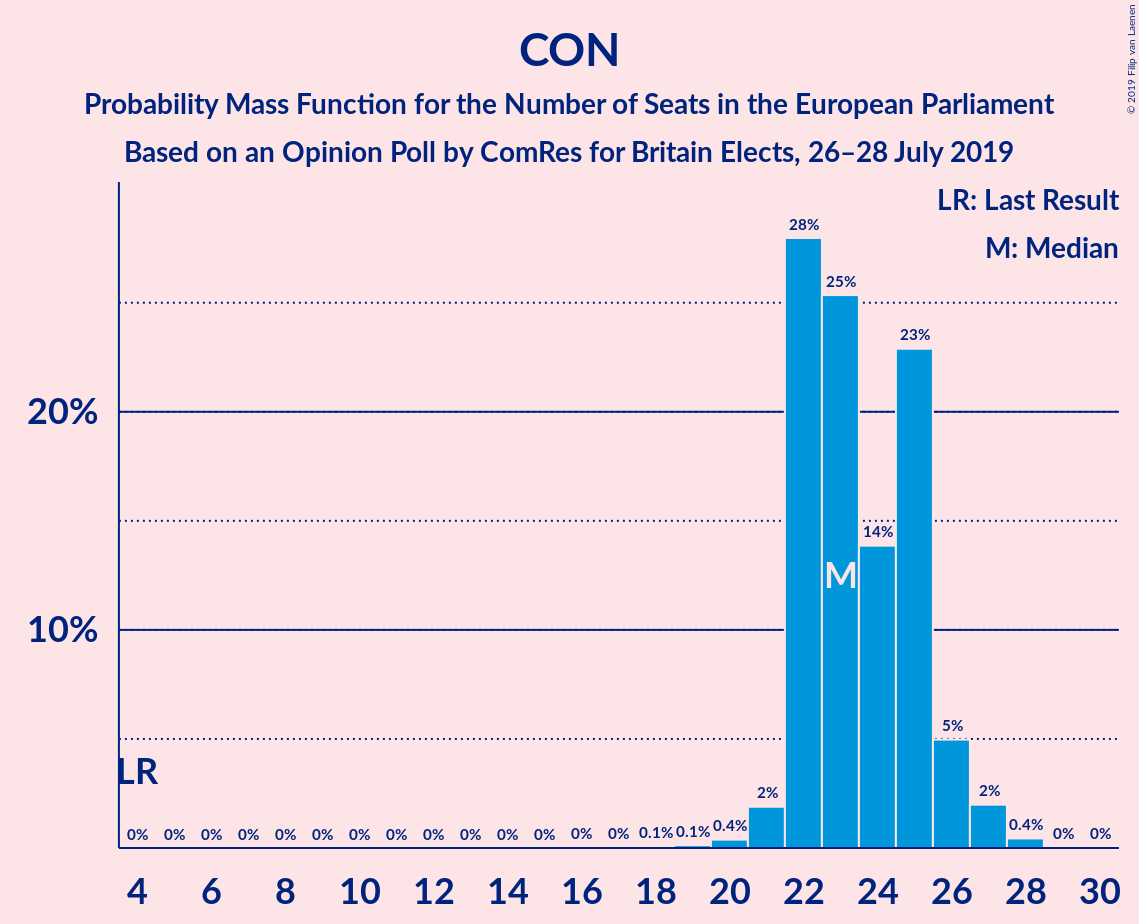 CON
Probability Mass Function for the Number of Seats in the European Parliament
Based on an Opinion Poll by ComRes for Britain Elects, 26–28 July 2019
© 2019 Filip van Laenen
LR: Last Result
M: Median
28%
25%
23%
20%
14%
M
10%
5%
LR
2%
2%
0% 0% 0% 0% 0% 0% 0% 0% 0% 0% 0% 0% 0% 0% 0.1% 0.1% 0.4% 0.4% 0% 0%
4 6 8 10 12 14 16 18 20 22 24 26 28 30